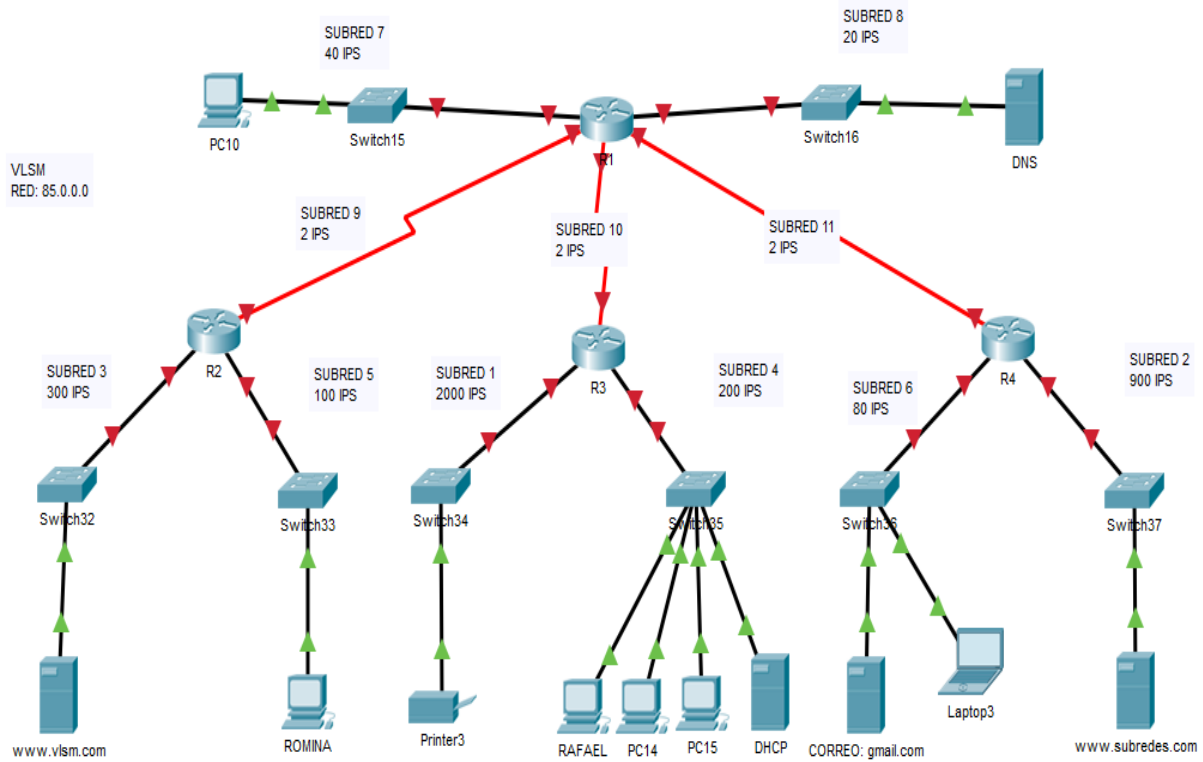 SUBRED 7
40 IPS
SUBRED 8
20 IPS
PC10
Switch15
R1
Switch16
DNS
VLSM
RED: 85.0.0.0
SUBRED 9
2 IPS
SUBRED 10
2 IPS
SUBRED 11
2 IPS
SUBRED 3
300 IPS
R2
SUBRED 5
100 IPS
SUBRED 1
2000 IPS
R3
SUBRED 4
200 IPS
SUBRED 6
80 IPS
R4
SUBRED 2
900 IPS
Switch32
Switch33
Switch34
Switch35
Switch36
Switch37
www.vlsm.com
ROMINA
Printer3
RAFAEL
PC14
PC15
DHCP
CORREO: gmail.com
Laptop3
www.subredes.com